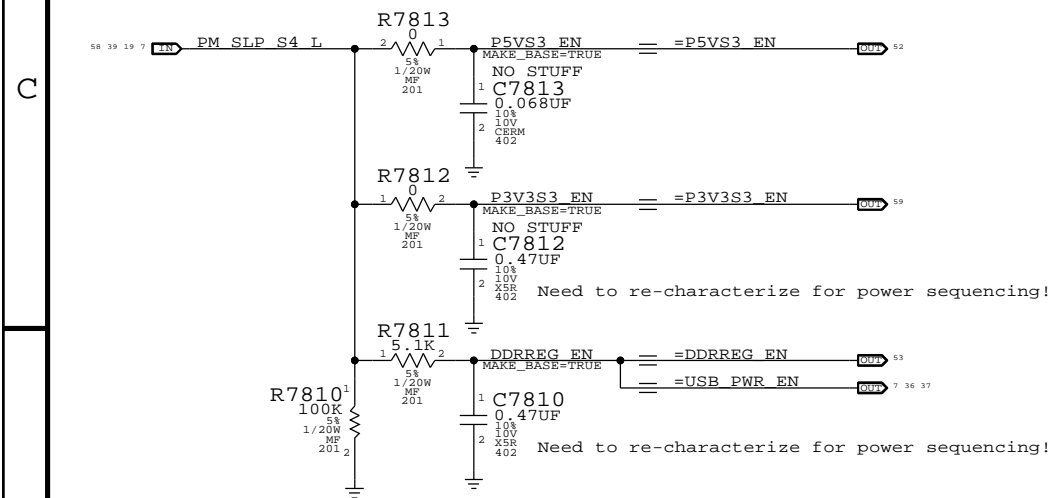 C
R7813
0
58 39 19 7 IN PM_SLP_S4_L 2 1 P5VS3_EN =P5VS3_EN OUT 52
MAKE_BASE=TRUE
5%
1/20W
MF
201
NO STUFF
1 C7813
0.068UF
10%
10V
2 CERM
402
R7812
0
1 2 P3V3S3_EN =P3V3S3_EN OUT 59
MAKE_BASE=TRUE
5%
1/20W
MF
201
NO STUFF
1 C7812
0.47UF
10%
10V
2 X5R
402
Need to re-characterize for power sequencing!
R7811
5.1K
1 2 DDRREG_EN =DDRREG_EN OUT 53
MAKE_BASE=TRUE
5%
1/20W
MF
201
=USB_PWR_EN OUT 7 36 37
R7810 1
100K
5%
1/20W
MF
201 2
1 C7810
0.47UF
10%
10V
2 X5R
402
Need to re-characterize for power sequencing!